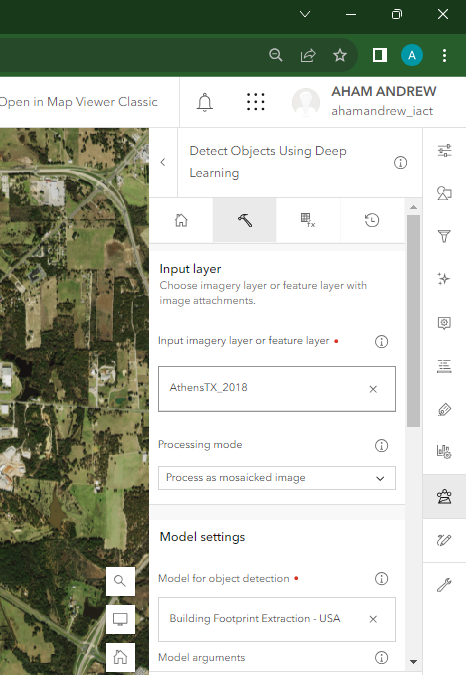 A
Open in Map Viewer Classic
AHAM ANDREW
ahamandrew_iact
Detect Objects Using Deep
Learning
TX
Input layer
Choose imagery layer or feature layer with
image attachments.
Input imagery layer or feature layer •
AthensTX_2018
Processing mode
Process as mosaicked image
Model settings
Model for object detection •
Building Footprint Extraction - USA
Model arguments